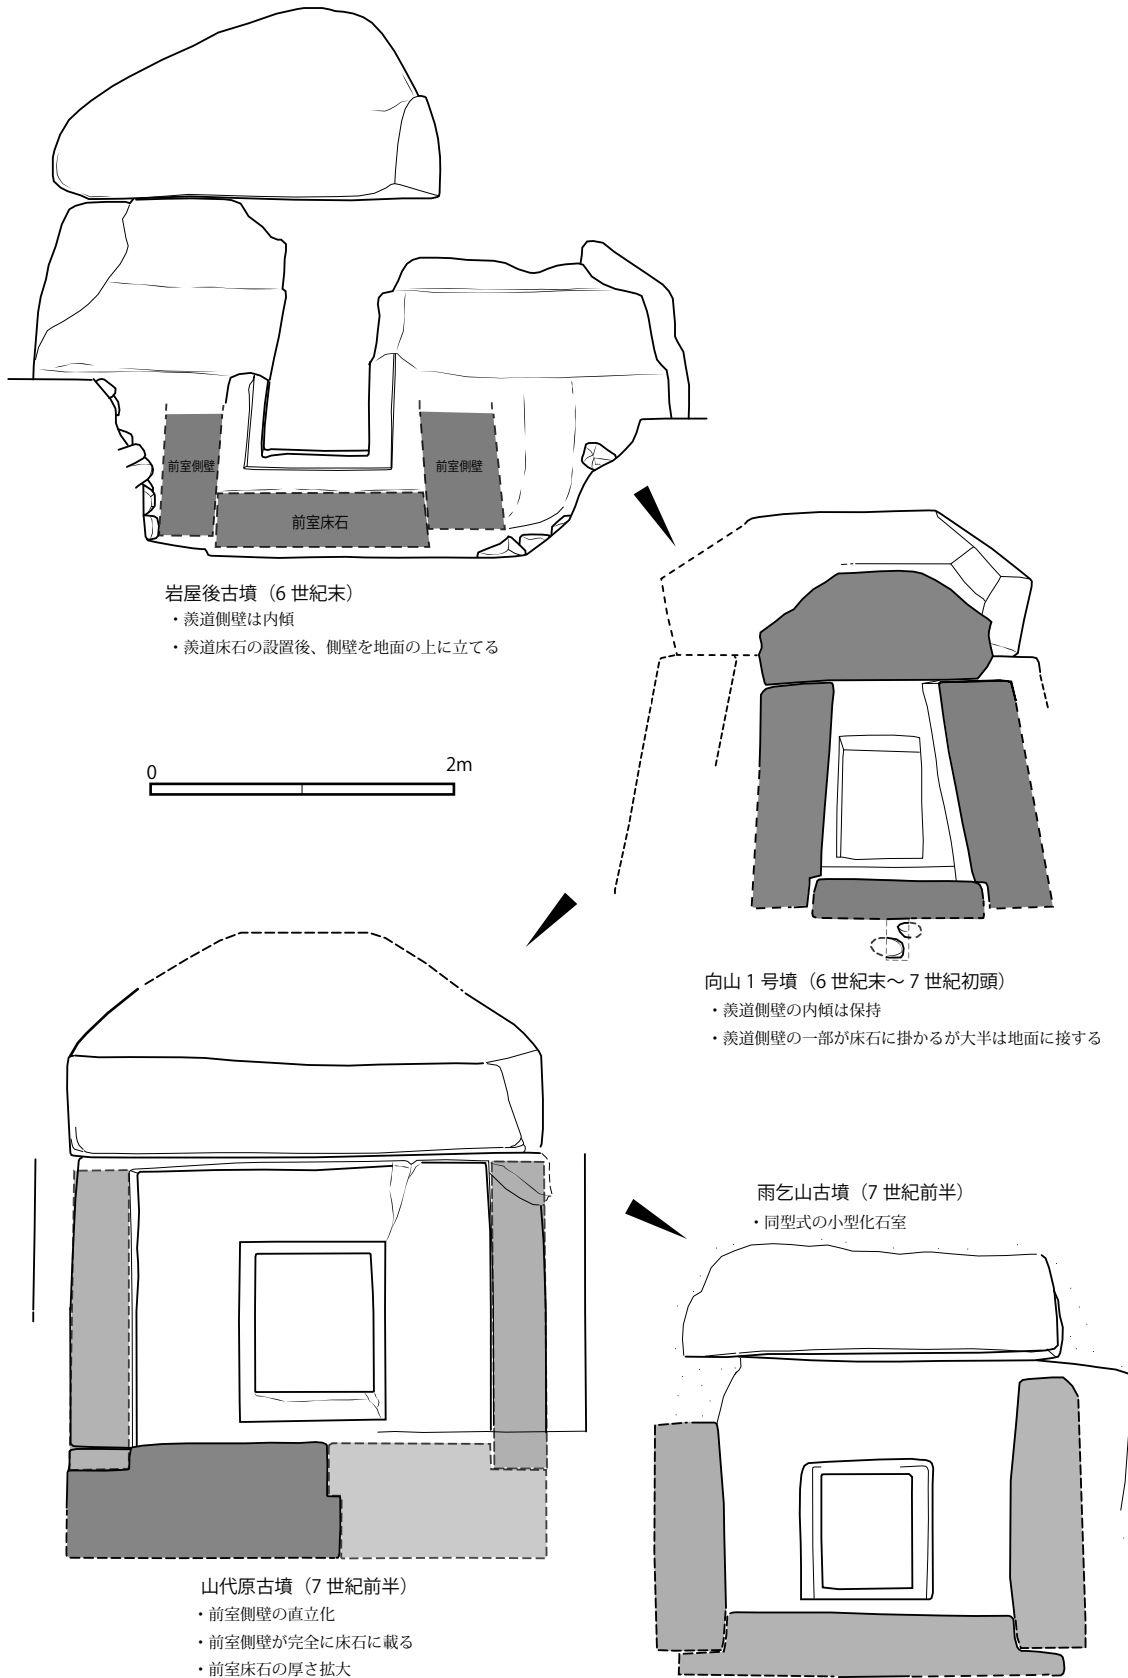 前室側壁
前室側壁
前室床石
岩屋後古墳（6 世紀末）
・羨道側壁は内傾
・羨道床石の設置後、側壁を地面の上に立てる
0
2m
向山 1 号墳（6 世紀末～ 7 世紀初頭）
・羨道側壁の内傾は保持
・羨道側壁の一部が床石に掛かるが大半は地面に接する
雨乞山古墳（7 世紀前半）
・同型式の小型化石室
山代原古墳（7 世紀前半）
・前室側壁の直立化
・前室側壁が完全に床石に載る
・前室床石の厚さ拡大